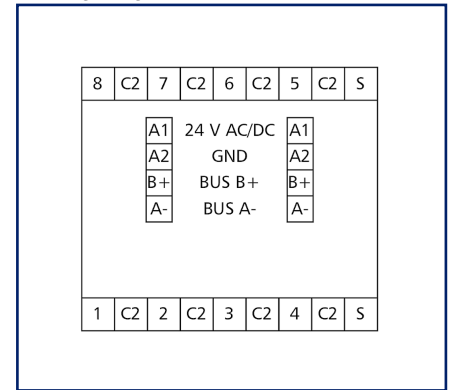 8 C2 7 C2 6 C2 5 C2 S
A1 24 V AC/DC A1
A2 GND A2
B+ BUS B+ B+
A- BUS A- A-
1 C2 2 C2 3 C2 4 C2 S